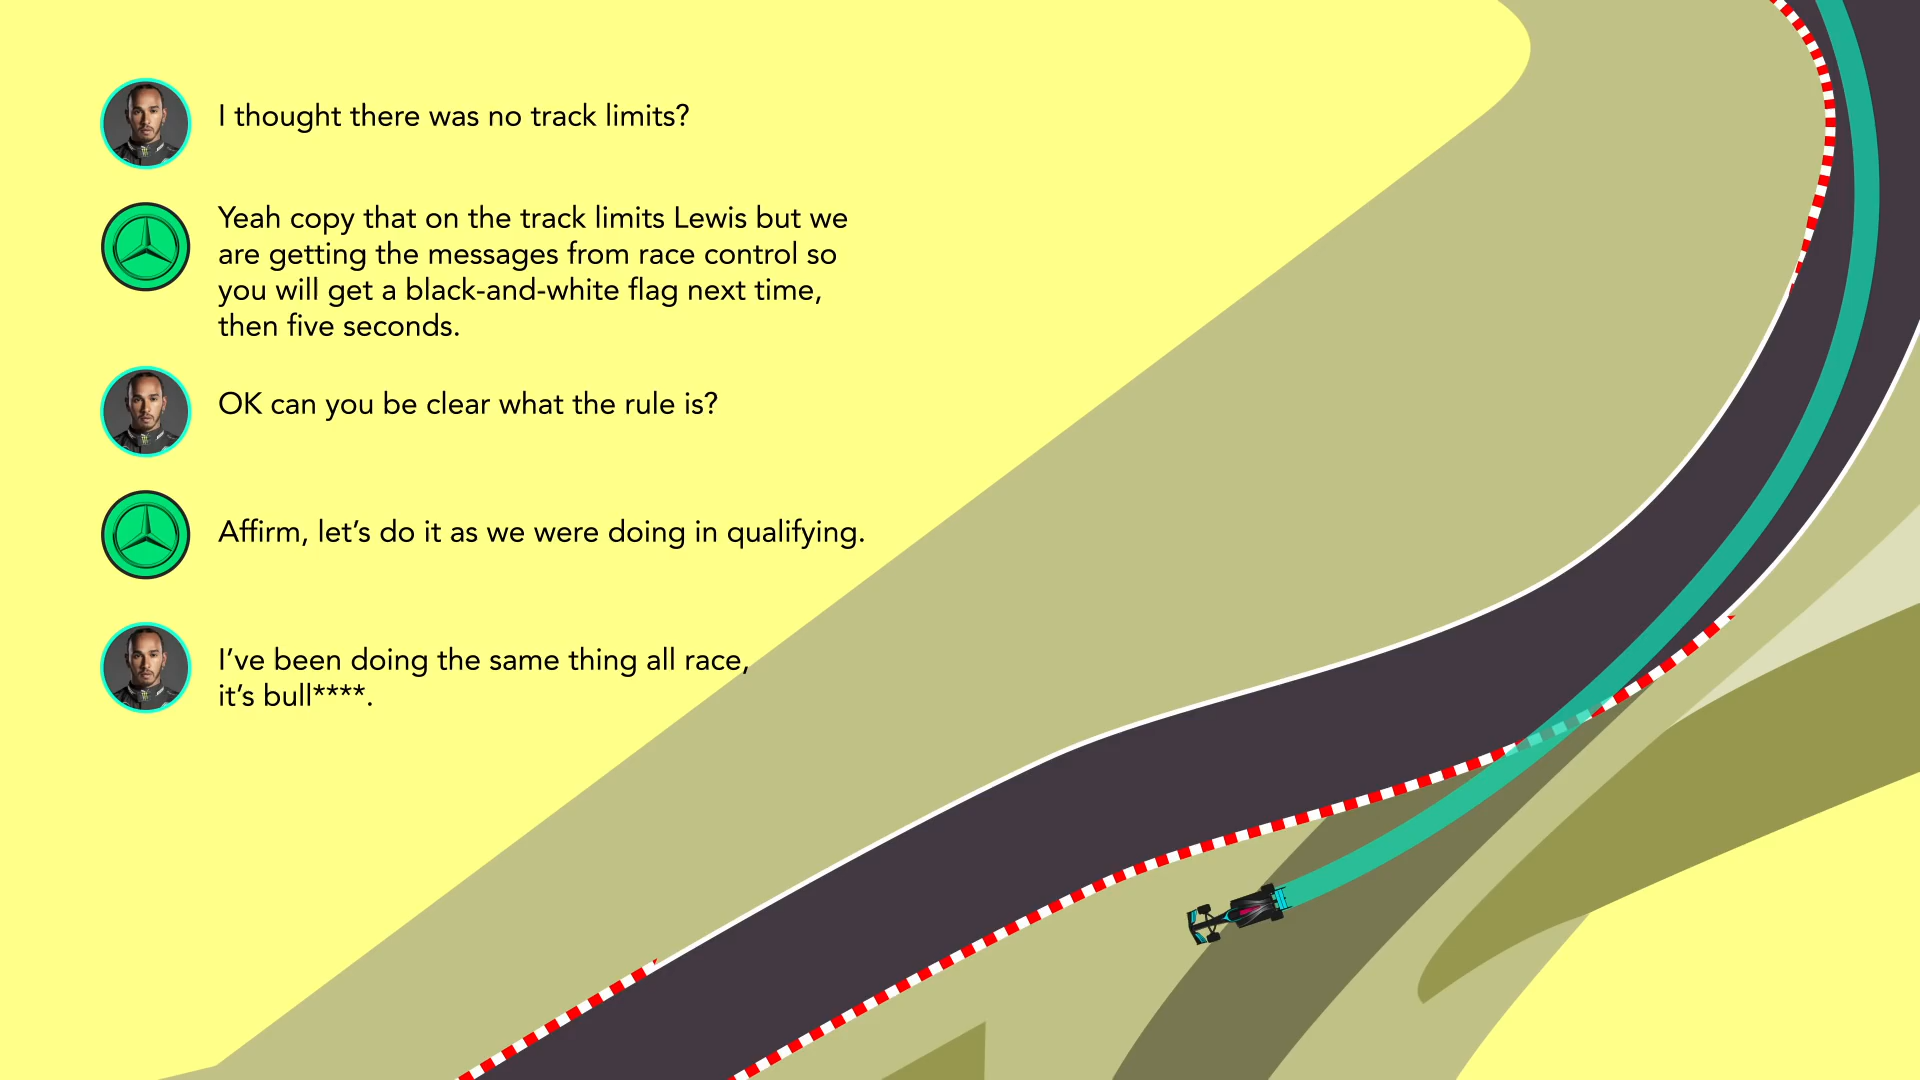 I thought there was no track limits?
Yeah copy that on the track limits Lewis but we
are getting the messages from race control so
you will get a black-and-white flag next time,
then five seconds.
OK can you be clear what the rule is?
Affirm, let’s do it as we were doing in qualifying.
I’ve been doing the same thing all race,
it’s bull****.